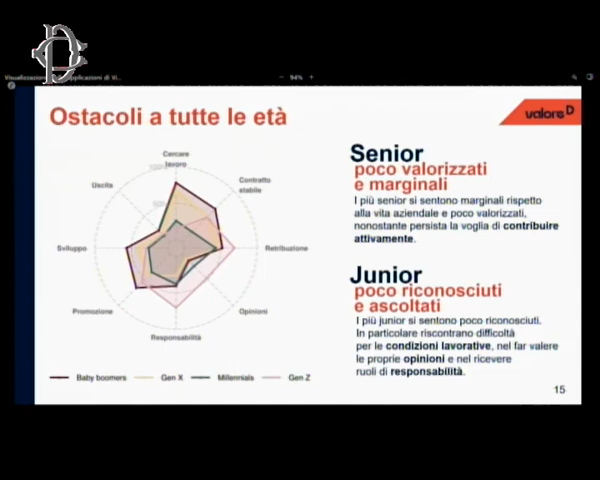 Visualizzazione
Applicazioni di Vi...
94%
Ostacoli a tutte le età
valore D
Cercare
lavoro
100%
50%
Contratto
stabile
Retribuzione
Opinioni
Responsabilità
Promozione
Sviluppo
Uscita
Baby boomers
Gen X
Millennials
Gen Z
Senior
poco valorizzati
e marginali
I più senior si sentono marginali rispetto
alla vita aziendale e poco valorizzati,
nonostante persista la voglia di contribuire
attivamente.
Junior
poco riconosciuti
e ascoltati
I più junior si sentono poco riconosciuti.
In particolare riscontrano difficoltà
per le condizioni lavorative, nel far valere
le proprie opinioni e nel ricevere
ruoli di responsabilità.
15